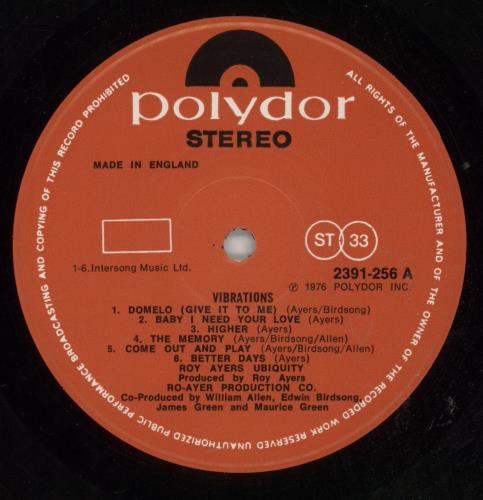 polydor
STEREO
MADE IN ENGLAND
ST 33
2391-256 A
1-6. Intersong Music Ltd.
℗ 1976 POLYDOR INC.
VIBRATIONS
1. DOMELO (GIVE IT TO ME) (Ayers/Birdsong)
2. BABY I NEED YOUR LOVE (Ayers)
3. HIGHER (Ayers)
4. THE MEMORY (Ayers/Birdsong/Allen)
5. COME OUT AND PLAY (Ayers/Birdsong/Allen)
6. BETTER DAYS (Ayers)
ROY AYERS UBIQUITY
Produced by Roy Ayers
RO-AYER PRODUCTION CO.
Co-Produced by William Allen, Edwin Birdsong,
James Green and Maurice Green
ALL RIGHTS OF THE MANUFACTURER AND OF THE OWNER OF THE RECORDED WORK RESERVED UNAUTHORIZED PUBLIC PERFORMANCE BROADCASTING AND COPYING OF THIS RECORD PROHIBITED